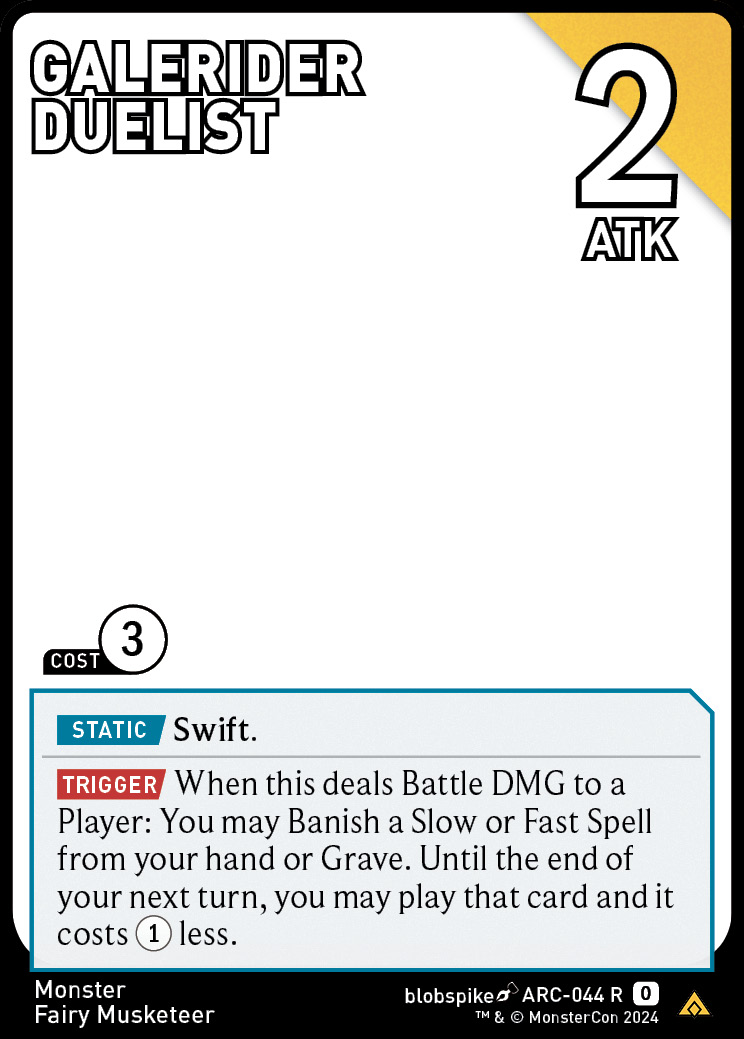 GALERIDER
DUELIST
2
ATK
COST 3
STATIC Swift.
TRIGGER When this deals Battle DMG to a
Player: You may Banish a Slow or Fast Spell
from your hand or Grave. Until the end of
your next turn, you may play that card and it
costs 1 less.
Monster
Fairy Musketeer
blobspike ARC-044 R 0
™ & © MonsterCon 2024